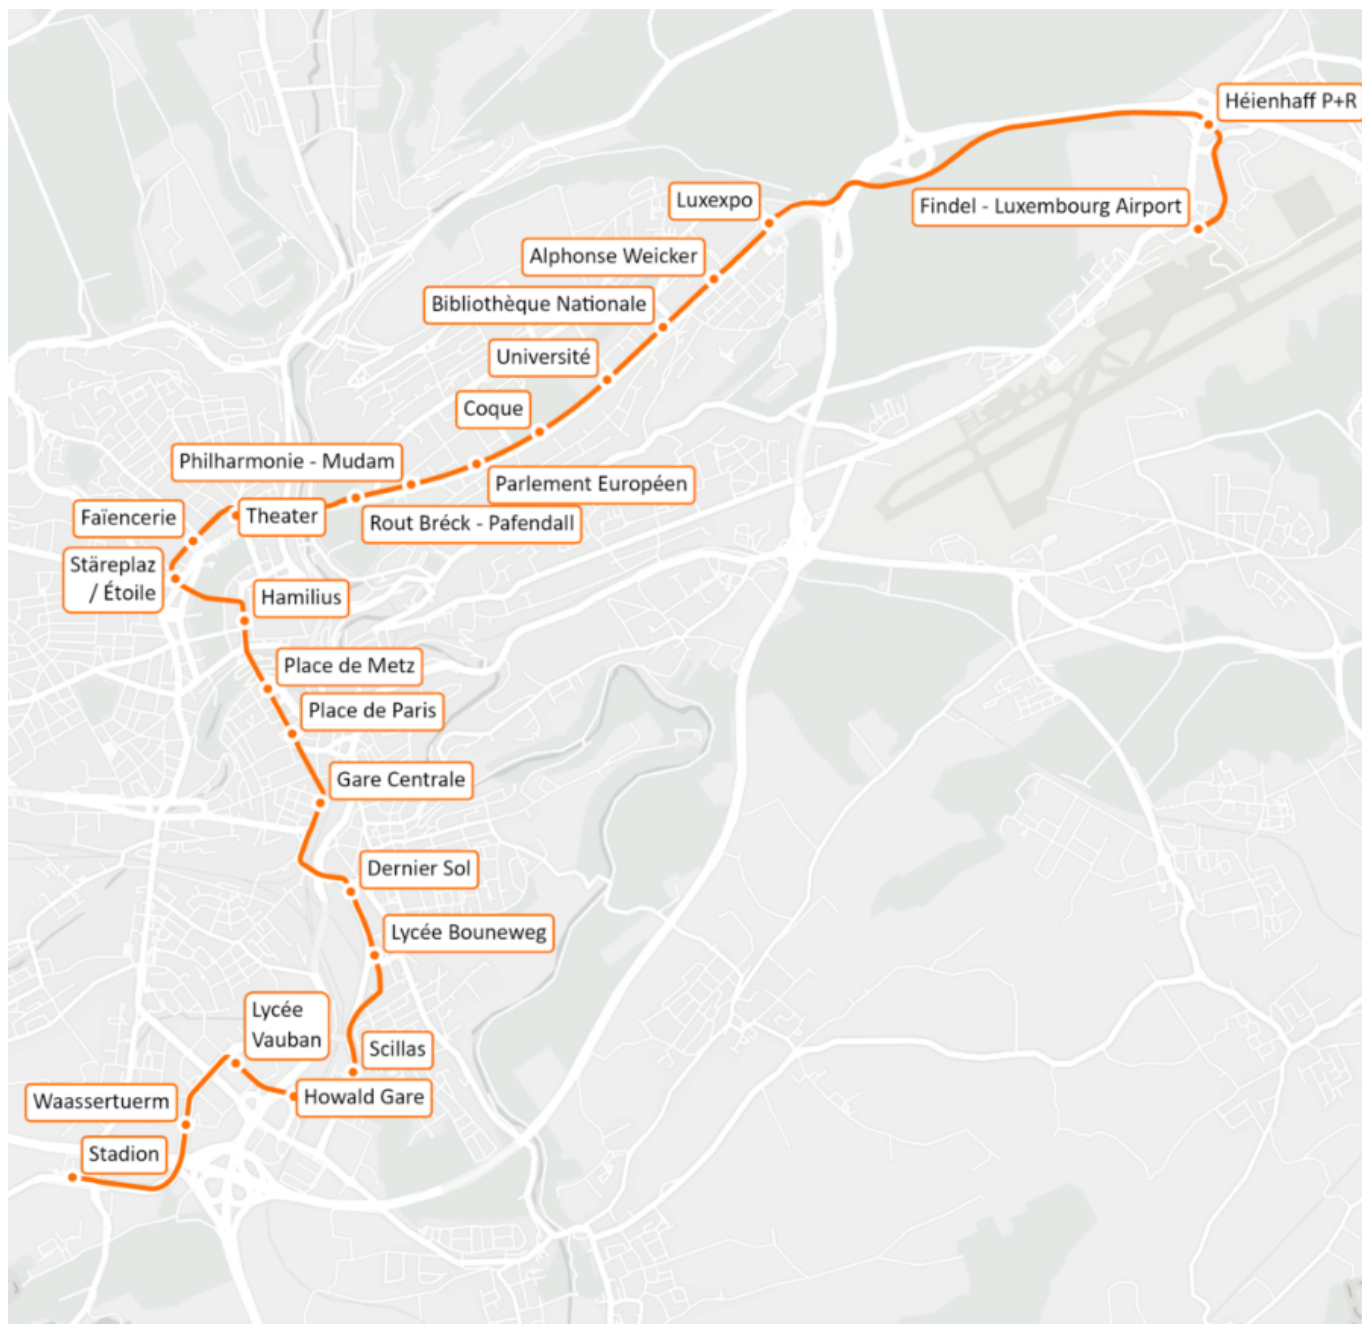 Héienhaff P+R
Luxexpo
Findel - Luxembourg Airport
Alphonse Weicker
Bibliothèque Nationale
Université
Coque
Philharmonie - Mudam
Parlement Européen
Faïencerie
Theater
Rout Bréck - Pafendall
Stäreplaz
/ Étoile
Hamilius
Place de Metz
Place de Paris
Gare Centrale
Dernier Sol
Lycée Bouneweg
Lycée
Vauban
Scillas
Waassertuerm
Howald Gare
Stadion